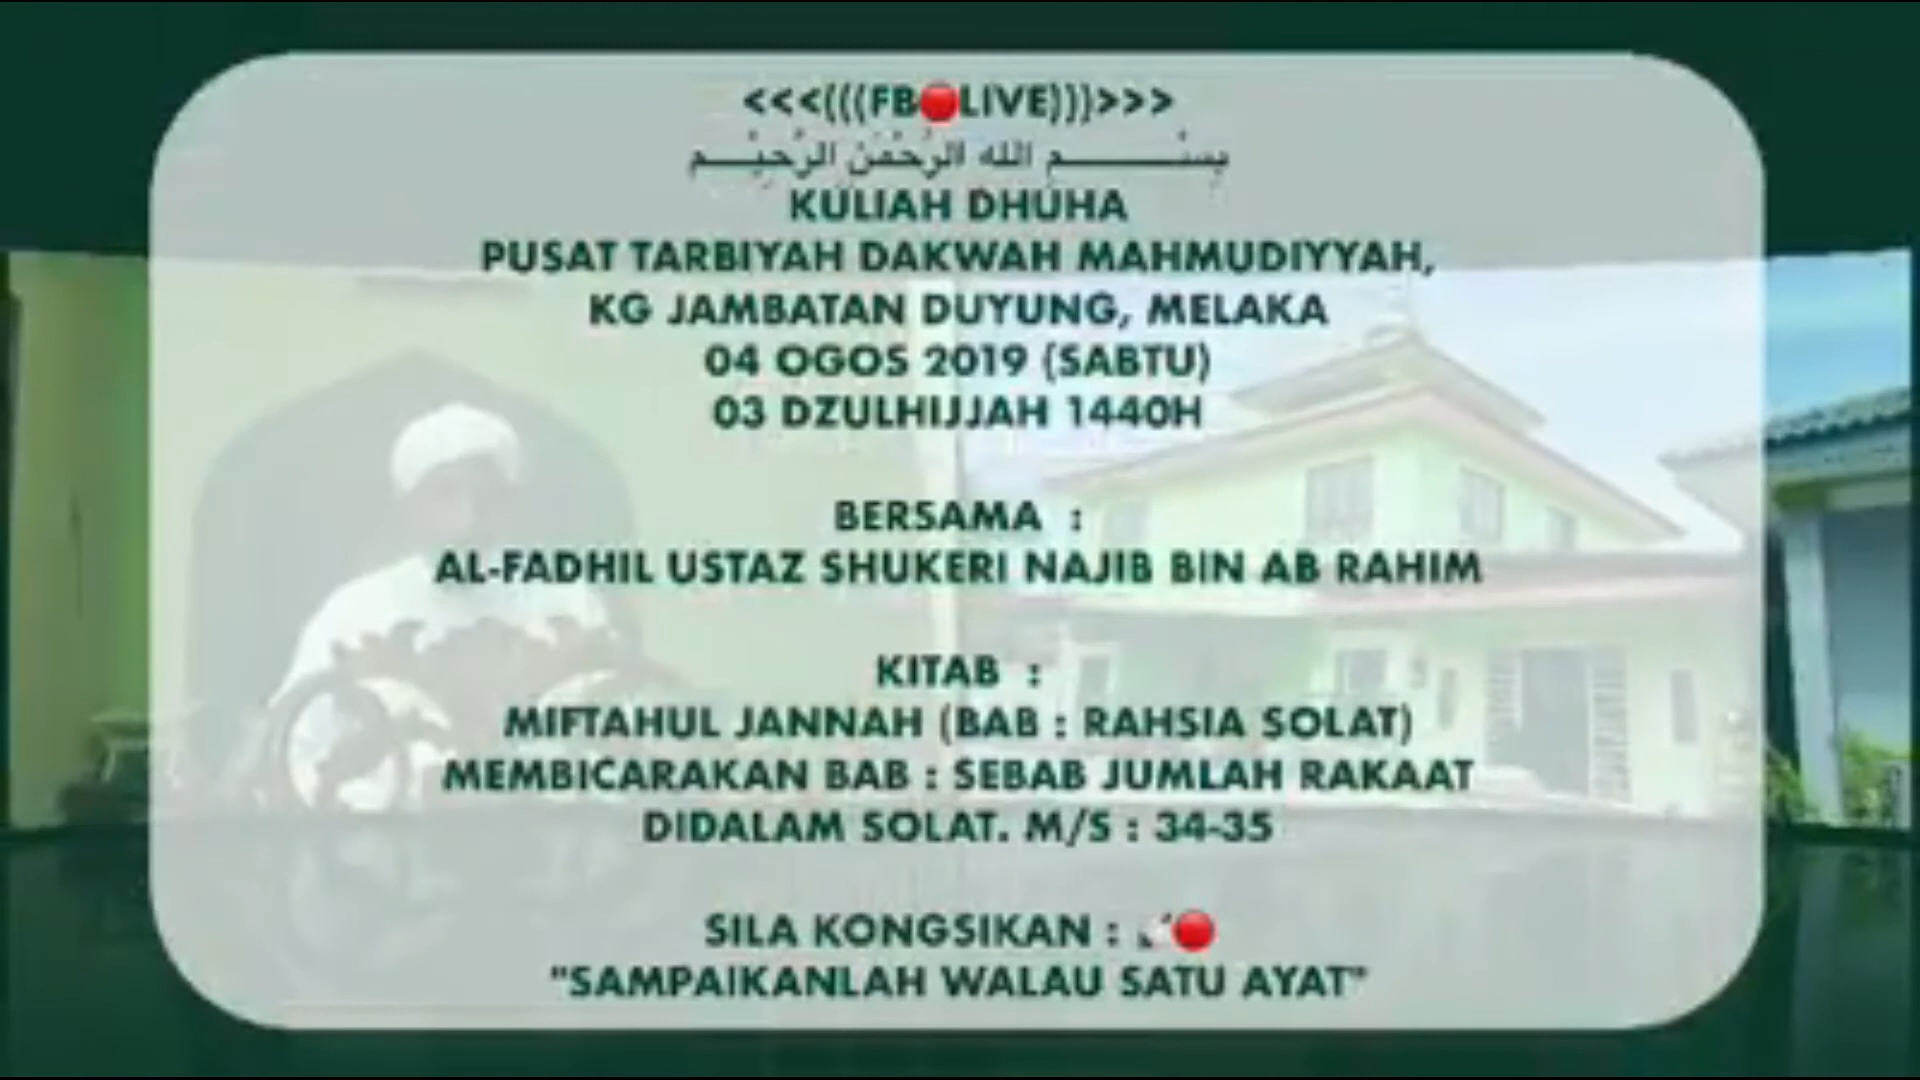 <<<(((FB🔴LIVE)))>>>
بِسْــــــــــــــــمِ اللهِ الرَّحْمَنِ الرَّحِيْـــــمِ
KULIAH DHUHA
PUSAT TARBIYAH DAKWAH MAHMUDIYYAH,
KG JAMBATAN DUYUNG, MELAKA
04 OGOS 2019 (SABTU)
03 DZULHIJJAH 1440H
BERSAMA :
AL-FADHIL USTAZ SHUKERI NAJIB BIN AB RAHIM
KITAB :
MIFTAHUL JANNAH (BAB : RAHSIA SOLAT)
MEMBICARAKAN BAB : SEBAB JUMLAH RAKAAT
DIDALAM SOLAT. M/S : 34-35
SILA KONGSIKAN :
"SAMPAIKANLAH WALAU SATU AYAT"